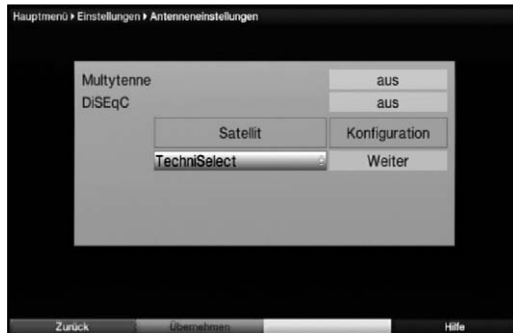 Hauptmenü ▸ Einstellungen ▸ Antenneneinstellungen
Multytenne aus
DiSEqC aus
Satellit Konfiguration
TechniSelect Weiter
Zurück Übernehmen Hilfe